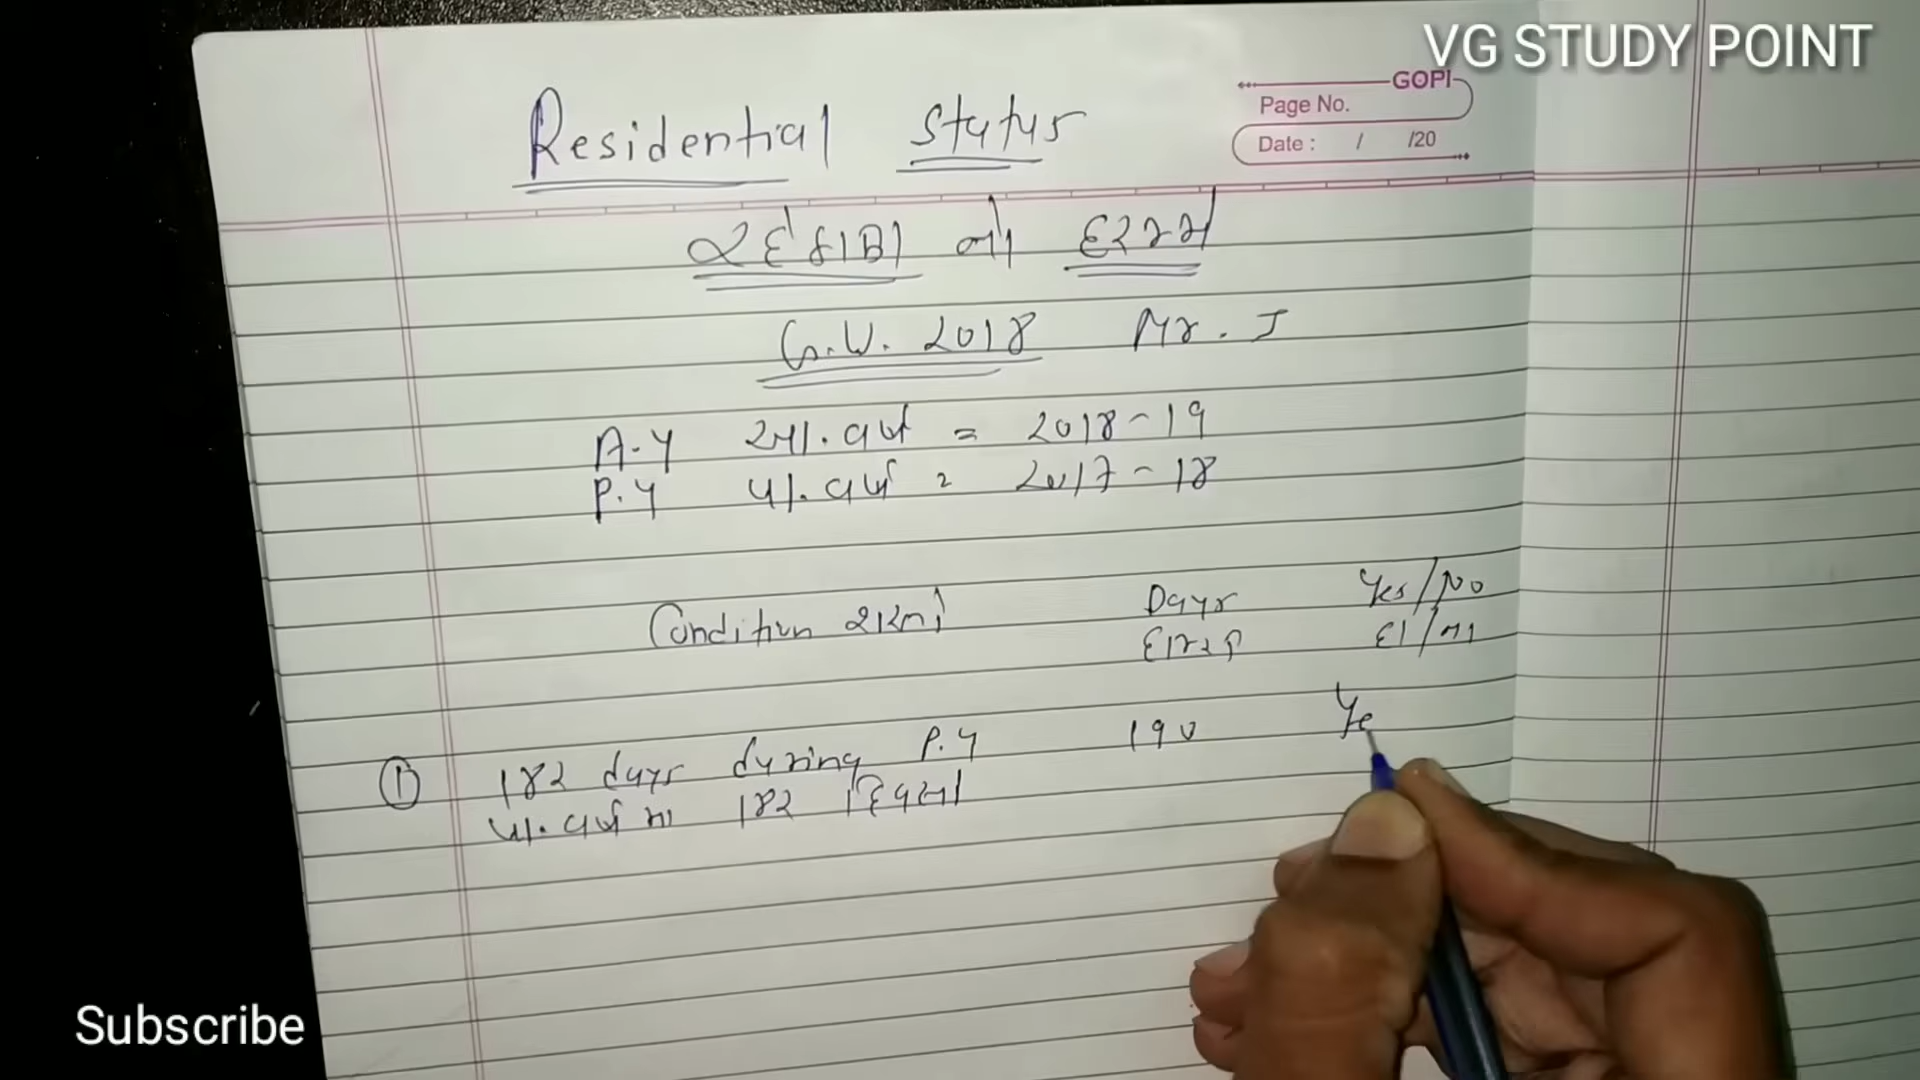 VG STUDY POINT
GOPI
Page No.
Date : / /20
Residential Status
રહેઠાણ નો દરજ્જો
G.U. 2018 Mr. J
A.Y આ.વર્ષ = 2018-19
P.Y પા.વર્ષ = 2017-18
Condition શરતો Days Yes/No
દિવસ હા/ના
① 182 days during P.Y 190 Ye
પા.વર્ષ મા 182 દિવસ
Subscribe